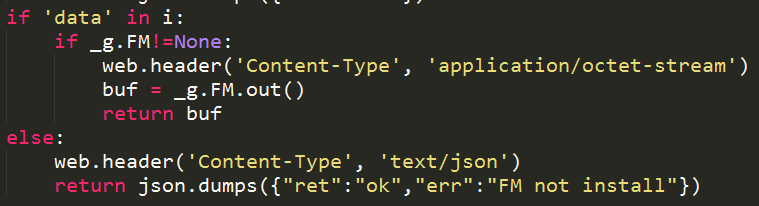 if 'data' in i:
    if _g.FM!=None:
        web.header('Content-Type', 'application/octet-stream')
        buf = _g.FM.out()
        return buf
else:
    web.header('Content-Type', 'text/json')
    return json.dumps({"ret":"ok","err":"FM not install"})